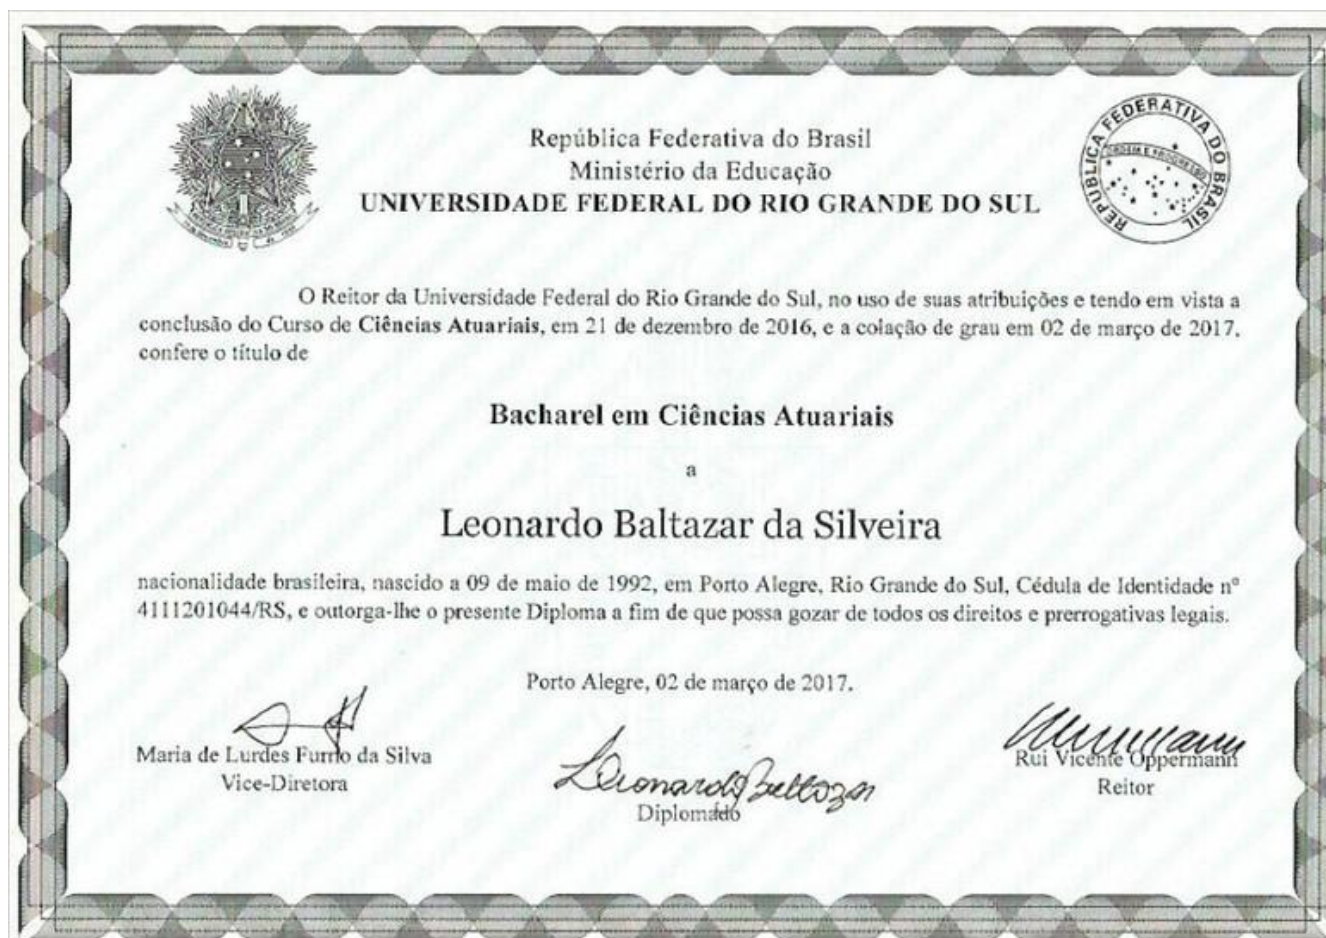 República Federativa do Brasil
Ministério da Educação
UNIVERSIDADE FEDERAL DO RIO GRANDE DO SUL
REPÚBLICA FEDERATIVA DO BRASIL
ORDEM E PROGRESSO
O Reitor da Universidade Federal do Rio Grande do Sul, no uso de suas atribuições e tendo em vista a
conclusão do Curso de Ciências Atuariais, em 21 de dezembro de 2016, e a colação de grau em 02 de março de 2017.
confere o título de
Bacharel em Ciências Atuariais
a
Leonardo Baltazar da Silveira
nacionalidade brasileira, nascido a 09 de maio de 1992, em Porto Alegre, Rio Grande do Sul, Cédula de Identidade nº
4111201044/RS, e outorga-lhe o presente Diploma a fim de que possa gozar de todos os direitos e prerrogativas legais.
Porto Alegre, 02 de março de 2017.
Maria de Lurdes Furno da Silva
Vice-Diretora
Leonardo Baltazar
Diplomado
Rui Vicente Oppermann
Reitor